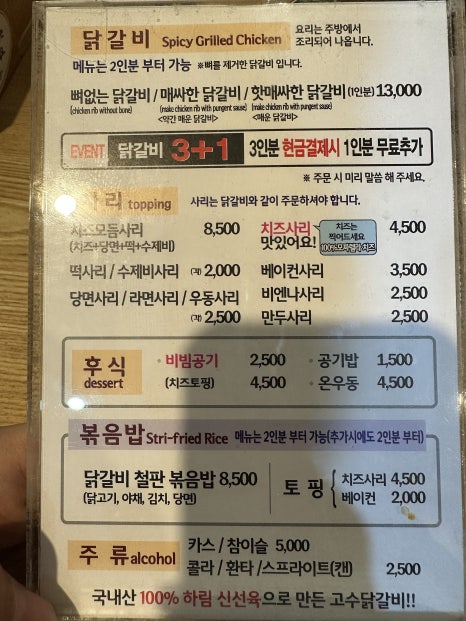 닭갈비 Spicy Grilled Chicken 요리는 주방에서
조리되어 나옵니다.
메뉴는 2인분 부터 가능 ※뼈를 제거한 닭갈비 입니다.
뼈없는 닭갈비 / 매싸한 닭갈비 / 핫매싸한 닭갈비(1인분) 13,000
(chicken rib without bone) (make chicken rib with pungent sause) (make chicken rib with pungent sause)
<약간 매운 닭갈비> <매운 닭갈비>
EVENT 닭갈비 3+1 3인분 현금결제시 1인분 무료추가
※ 주문 시 미리 말씀 해 주세요.
리 topping 사리는 닭갈비와 같이 주문하셔야 합니다.
치즈모듬사리 8,500
(치즈+당면+떡+수제비)
떡사리 / 수제비사리 (각) 2,000
당면사리 / 라면사리 / 우동사리
(각) 2,500
치즈사리 4,500
맛있어요!
치즈는
찍어드세요
100%모짜렐라 치즈
베이컨사리 3,500
비엔나사리 2,500
만두사리 2,500
후식
dessert
· 비빔공기 2,500 · 공기밥 1,500
(치즈토핑) 4,500 · 온우동 4,500
볶음밥 Stri-fried Rice 메뉴는 2인분 부터 가능(추가시에도 2인분 부터)
닭갈비 철판 볶음밥 8,500
(닭고기, 야채, 김치, 당면)
토핑 { 치즈사리 4,500
베이컨 2,000
주류 alcohol 카스 / 참이슬 5,000
콜라 / 환타 /스프라이트(캔) 2,500
국내산 100% 하림 신선육으로 만든 고수닭갈비!!